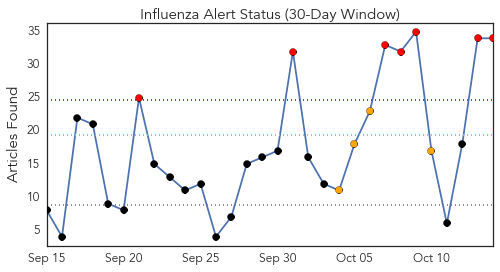 Influenza Alert Status (30-Day Window)
Articles Found
35
30
25
20
15
10
5
Sep 15 Sep 20 Sep 25 Sep 30 Oct 05 Oct 10